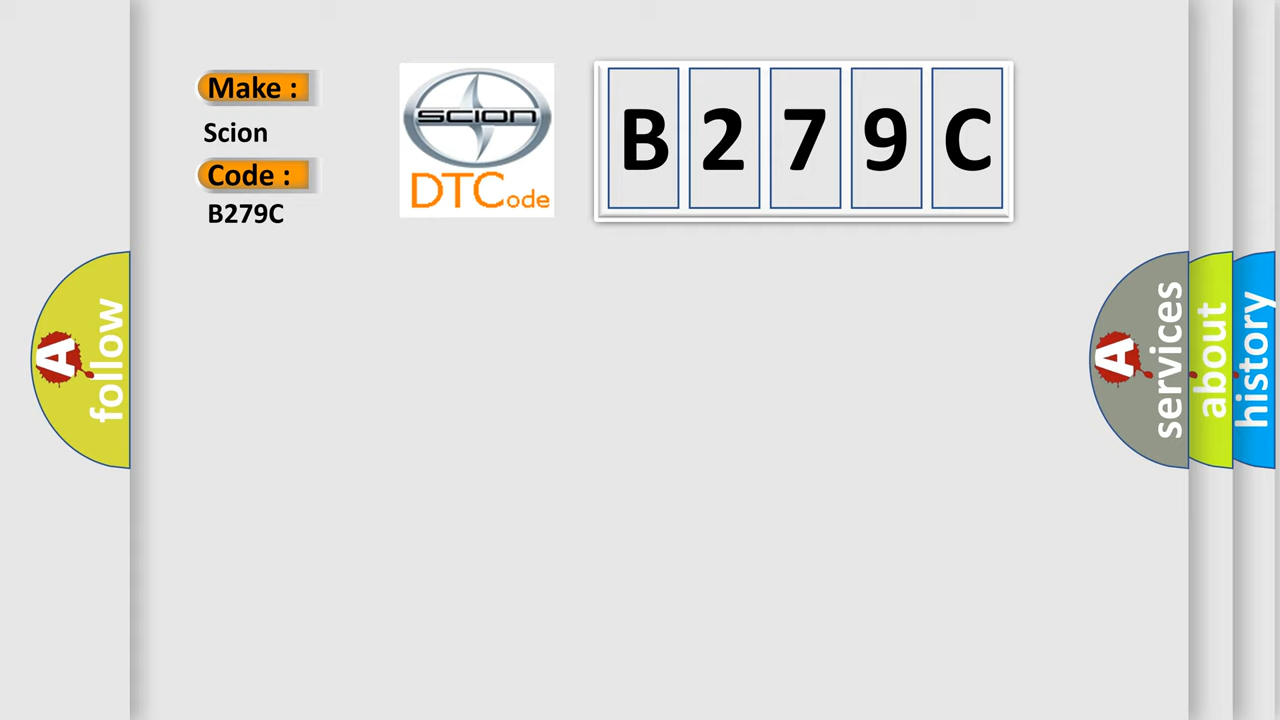 Make :
Scion
Code :
B279C
SCION
DTCode
B 2 7 9 C
A follow
A services
about
history